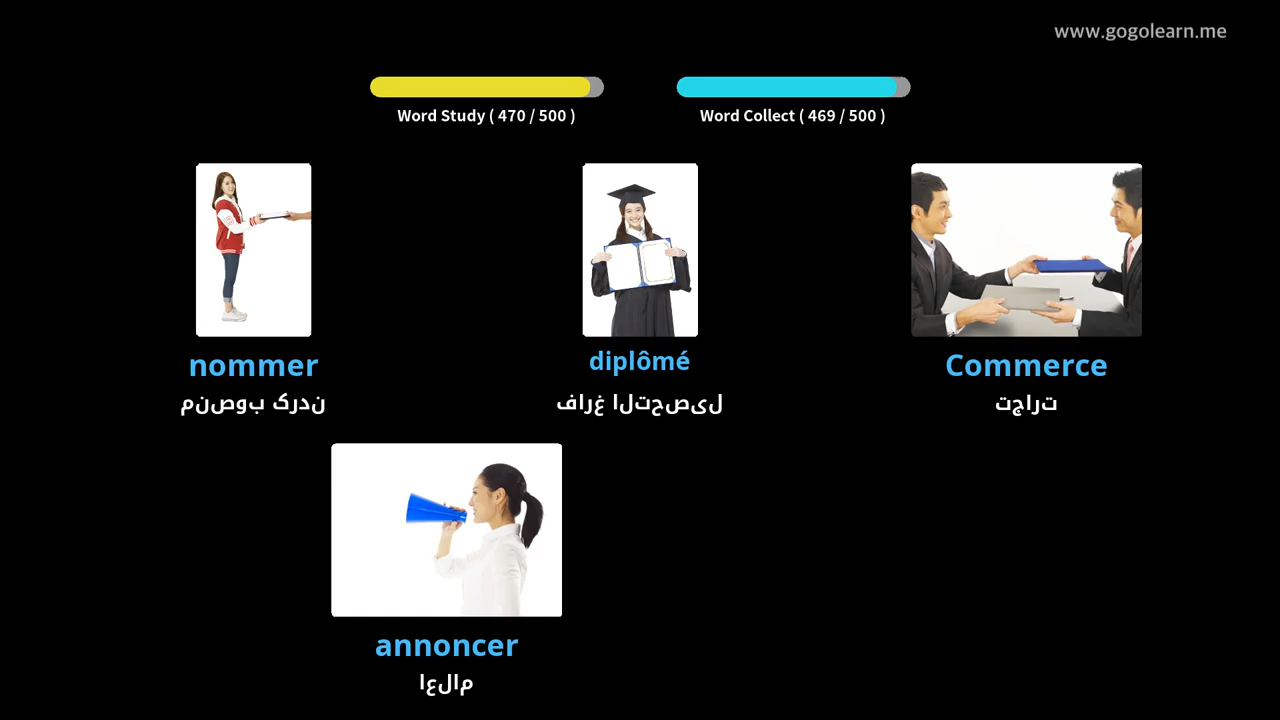 www.gogolearn.me
Word Study ( 470 / 500 )
Word Collect ( 469 / 500 )
nommer
diplômé
Commerce
منصوب کردن
فارغ التحصیل
تجارت
annoncer
اعلام